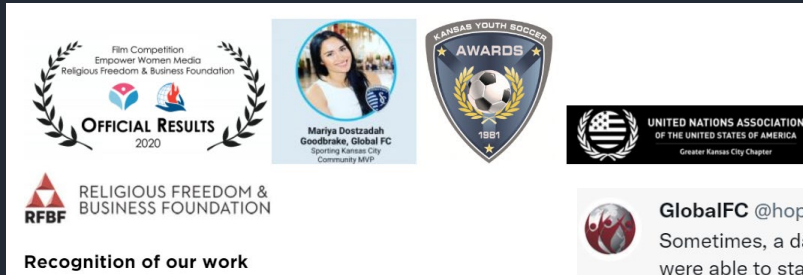 Film Competition
Empower Women Media
Religious Freedom & Business Foundation
OFFICIAL RESULTS
2020
Mariya Dostzadah
Goodbrake, Global FC
Sporting Kansas City
Community MVP
KANSAS YOUTH SOCCER
AWARDS
1981
UNITED NATIONS ASSOCIATION
OF THE UNITED STATES OF AMERICA
Greater Kansas City Chapter
RFBF
RELIGIOUS FREEDOM &
BUSINESS FOUNDATION
Recognition of our work
GlobalFC @hop
Sometimes, a da
were able to sta